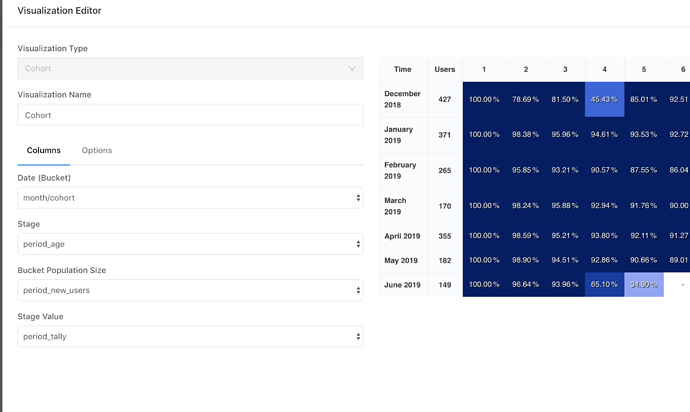 Visualization Editor
Visualization Type
Cohort
Visualization Name
Cohort
Columns Options
Date (Bucket)
month/cohort
Stage
period_age
Bucket Population Size
period_new_users
Stage Value
period_tally
Time Users 1 2 3 4 5 6
December 2018 427 100.00% 78.69% 81.50% 45.43% 85.01% 92.51
January 2019 371 100.00% 98.38% 95.96% 94.61% 93.53% 92.72
February 2019 265 100.00% 95.85% 93.21% 90.57% 87.55% 86.04
March 2019 170 100.00% 98.24% 95.88% 92.94% 91.76% 90.00
April 2019 355 100.00% 98.59% 95.21% 93.80% 92.11% 91.27
May 2019 182 100.00% 98.90% 94.51% 92.86% 90.66% 89.01
June 2019 149 100.00% 96.64% 93.96% 65.10% 34.90% -